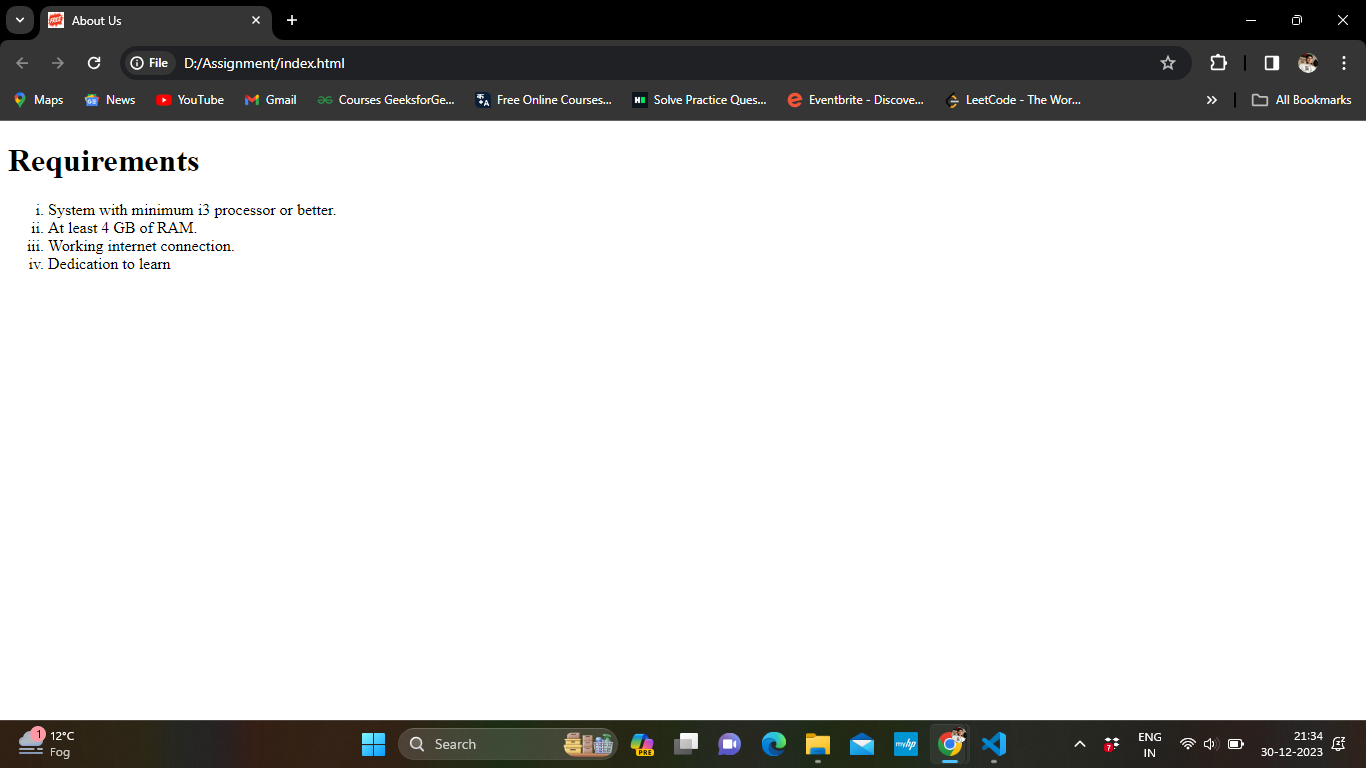 About Us
File D:/Assignment/index.html
Maps News YouTube Gmail Courses GeeksforGe... Free Online Courses... Solve Practice Ques... Eventbrite - Discove... LeetCode - The Wor... » All Bookmarks
Requirements
i. System with minimum i3 processor or better.
ii. At least 4 GB of RAM.
iii. Working internet connection.
iv. Dedication to learn
1 12°C
Fog
Search
PRE
myhp
7
ENG
IN
21:34
30-12-2023